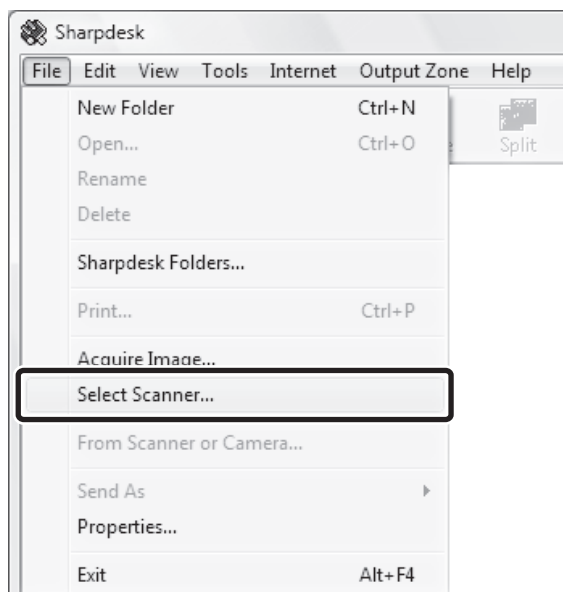 Sharpdesk
File Edit View Tools Internet Output Zone Help
New Folder Ctrl+N
Open... Ctrl+O
Split
Rename
Delete
Sharpdesk Folders...
Print... Ctrl+P
Acquire Image...
Select Scanner...
From Scanner or Camera...
Send As
Properties...
Exit Alt+F4